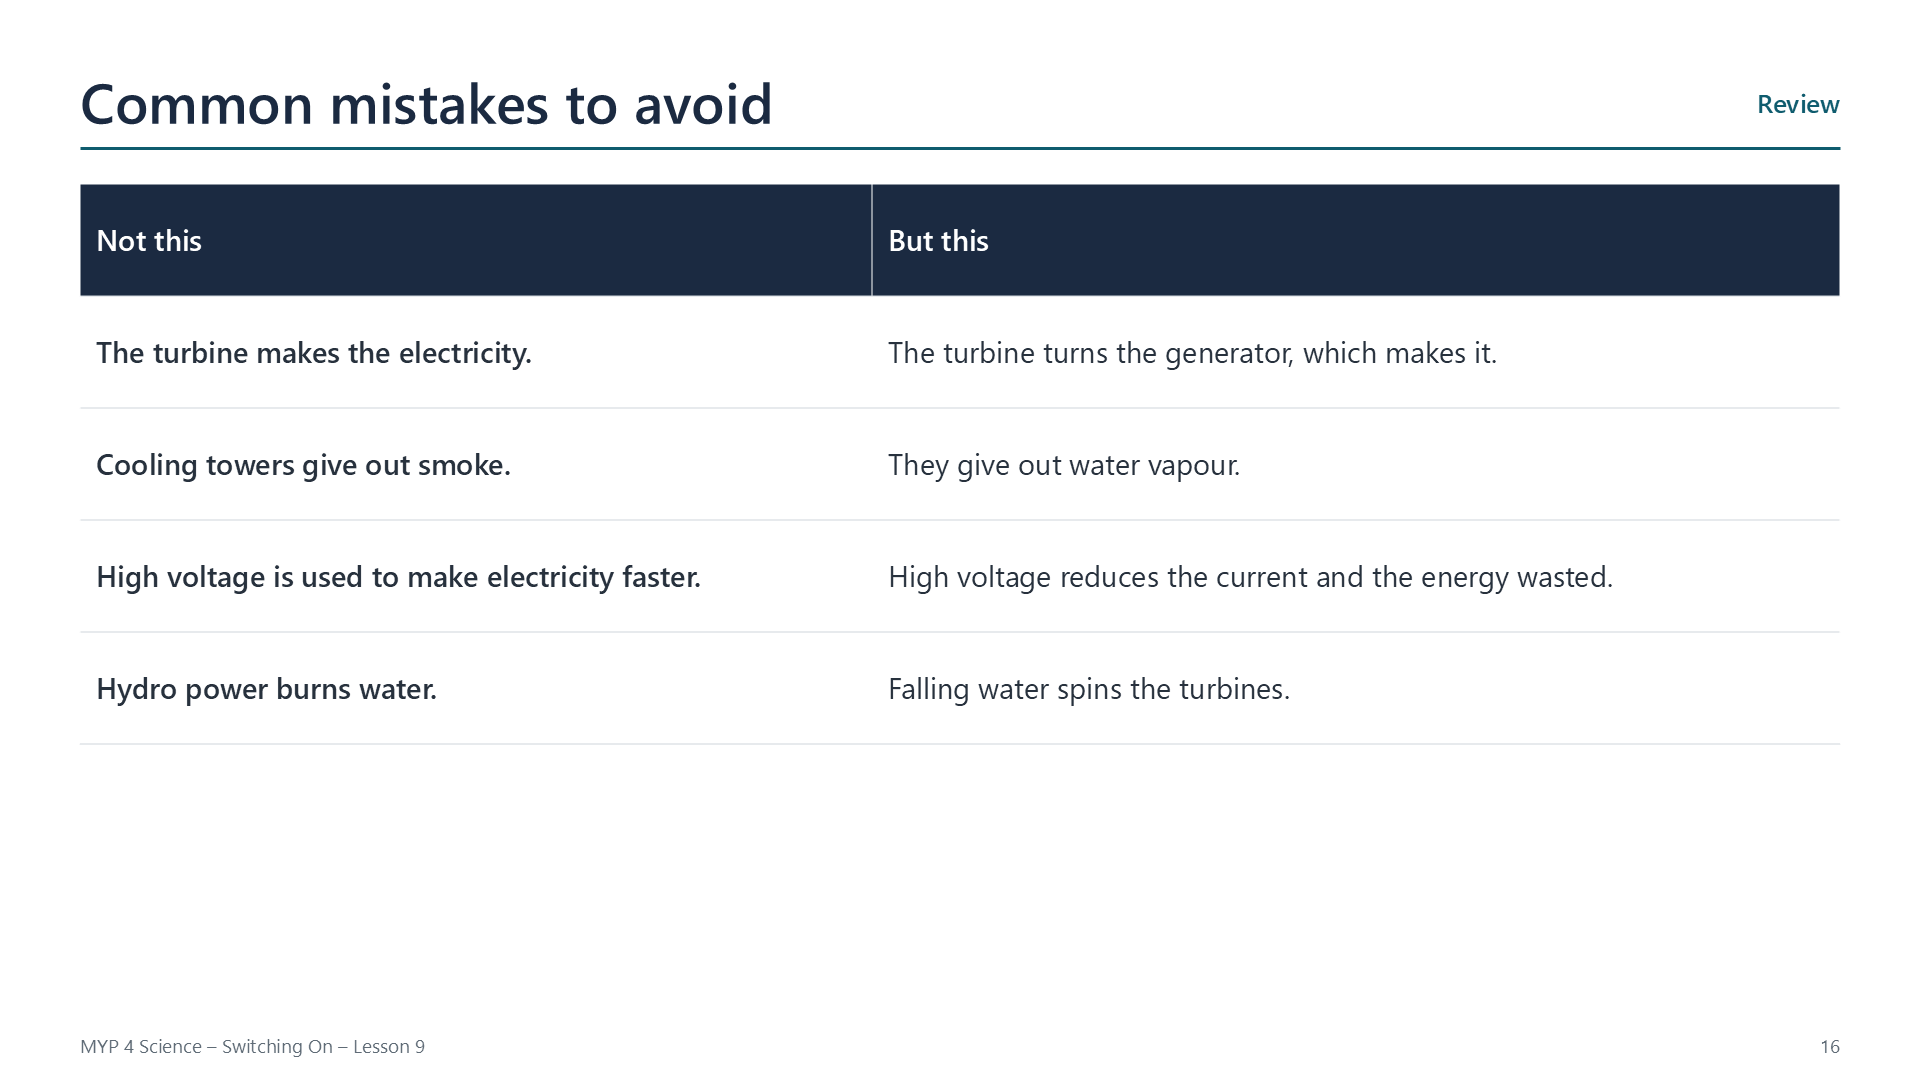 Common mistakes to avoid
Review
Not this
But this
The turbine makes the electricity.
The turbine turns the generator, which makes it.
Cooling towers give out smoke.
They give out water vapour.
High voltage is used to make electricity faster.
High voltage reduces the current and the energy wasted.
Hydro power burns water.
Falling water spins the turbines.
MYP 4 Science – Switching On – Lesson 9
16